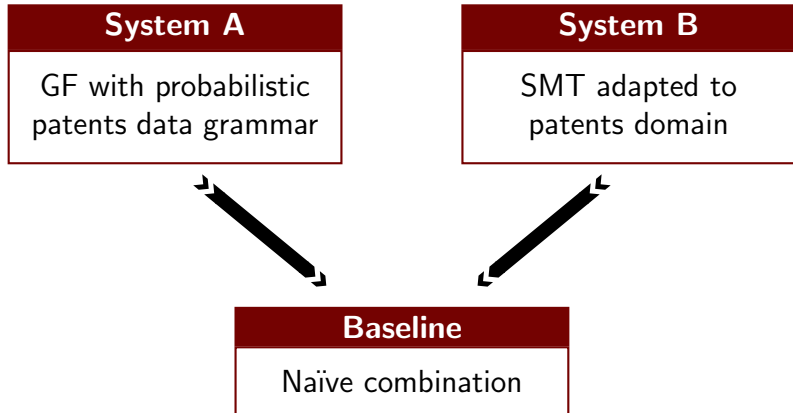 System A
GF with probabilistic
patents data grammar
System B
SMT adapted to
patents domain
Baseline
Naïve combination